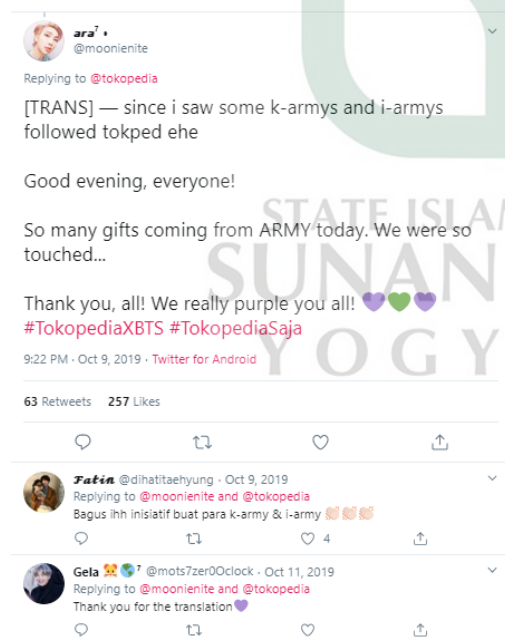 ara⁷ •
@moonienite
Replying to @tokopedia
[TRANS] — since i saw some k-armys and i-armys
followed tokped ehe
Good evening, everyone!
So many gifts coming from ARMY today. We were so
touched...
Thank you, all! We really purple you all! 💜💚💜
#TokopediaXBTS #TokopediaSaja
9:22 PM · Oct 9, 2019 · Twitter for Android
63 Retweets 257 Likes
Fatin @dihatitaehyung · Oct 9, 2019
Replying to @moonienite and @tokopedia
Bagus ihh inisiatif buat para k-army & i-army 👏🏻👏🏻👏🏻
4
Gela 🐹🌎⁷ @mots7zer0Oclock · Oct 11, 2019
Replying to @moonienite and @tokopedia
Thank you for the translation💜
STATE ISLA
SUNAN
YOGY